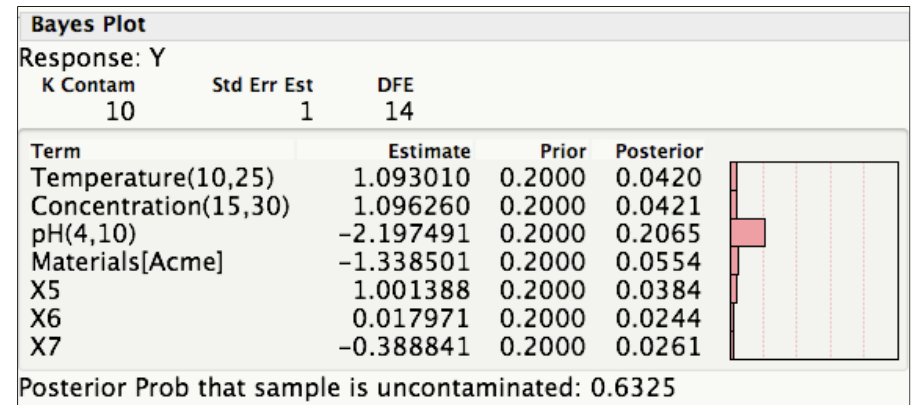 Bayes Plot
Response: Y
K Contam Std Err Est DFE
10 1 14
Term Estimate Prior Posterior
Temperature(10,25) 1.093010 0.2000 0.0420
Concentration(15,30) 1.096260 0.2000 0.0421
pH(4,10) −2.197491 0.2000 0.2065
Materials[Acme] −1.338501 0.2000 0.0554
X5 1.001388 0.2000 0.0384
X6 0.017971 0.2000 0.0244
X7 −0.388841 0.2000 0.0261
Posterior Prob that sample is uncontaminated: 0.6325